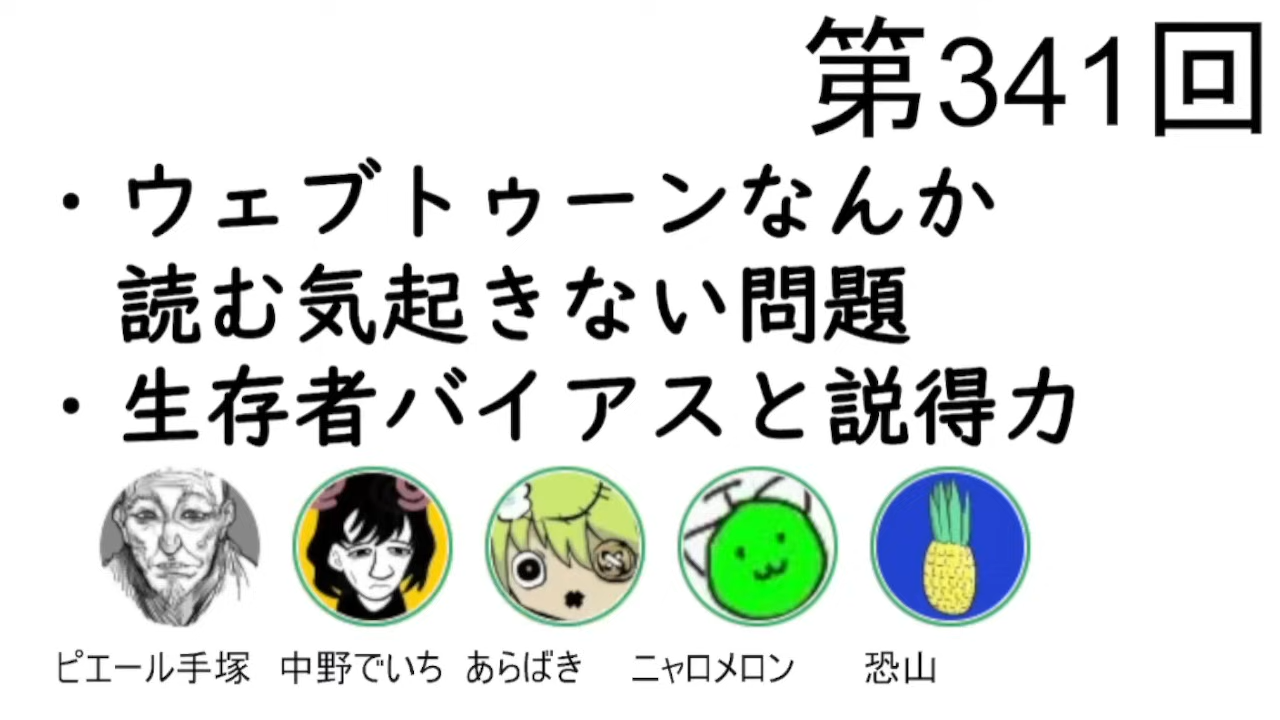 第341回
・ウェブトゥーンなんか
読む気起きない問題
・生存者バイアスと説得力
ピエール手塚 中野でいち あらばき ニャロメロン 恐山